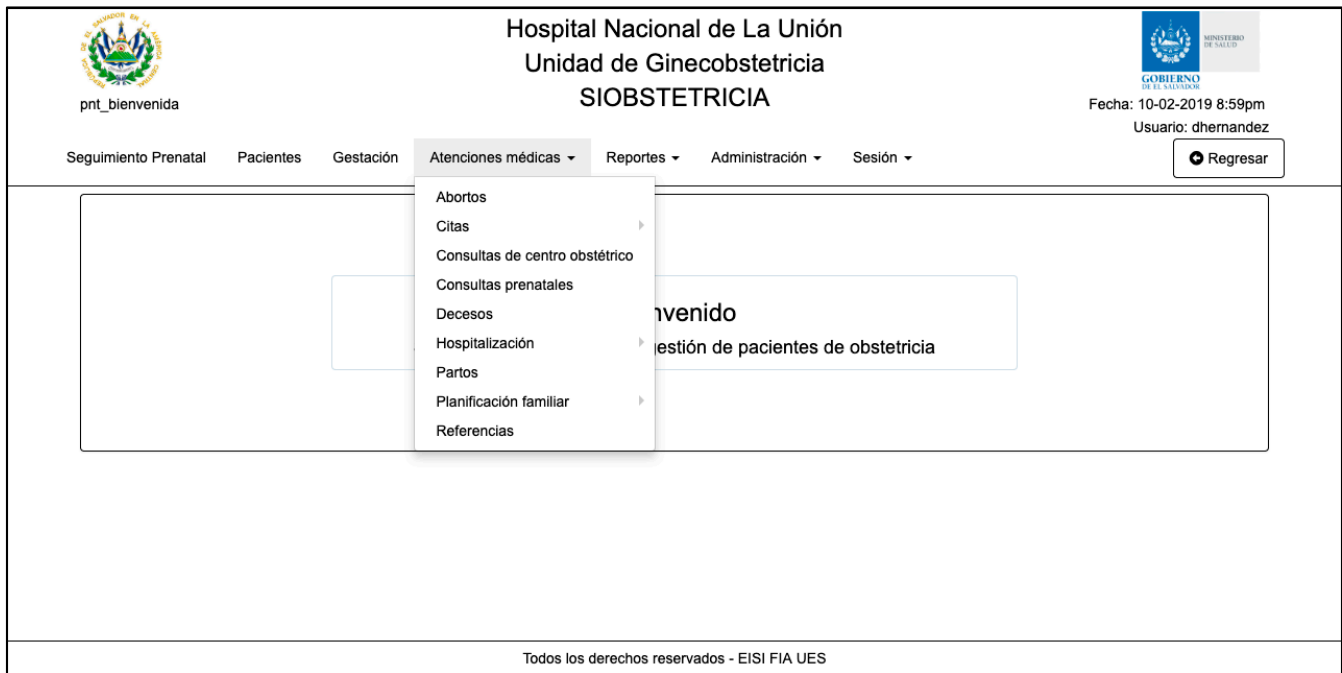 Hospital Nacional de La Unión
Unidad de Ginecobstetricia
SIOBSTETRICIA
pnt_bienvenida
MINISTERIO
DE SALUD
GOBIERNO
DE EL SALVADOR
Fecha: 10-02-2019 8:59pm
Usuario: dhernandez
Seguimiento Prenatal Pacientes Gestación Atenciones médicas Reportes Administración Sesión Regresar
Abortos
Citas
Consultas de centro obstétrico
Consultas prenatales
Decesos
Hospitalización
Partos
Planificación familiar
Referencias
nvenido
estión de pacientes de obstetricia
Todos los derechos reservados - EISI FIA UES